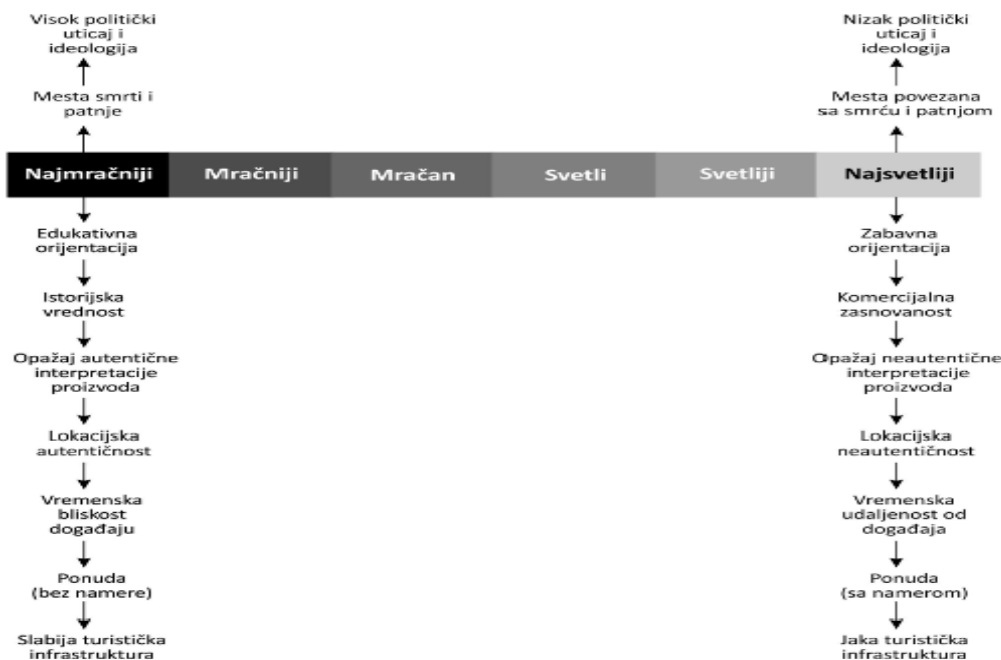 Visok politički
uticaj i
ideologija
Mesta smrti i
patnje
Nizak politički
uticaj i
ideologija
Mesta povezana
sa smrću i patnjom
Najmračniji
Mračniji
Mračan
Svetli
Svetliji
Najsvetliji
Edukativna
orijentacija
Istorijska
vrednost
Opažaj autentične
interpretacije
proizvoda
Lokacijska
autentičnost
Vremenska
bliskost
događaju
Ponuda
(bez namere)
Slabija turistička
infrastruktura
Zabavna
orijentacija
Komercijalna
zasnovanost
Opažaj neautentične
interpretacije
proizvoda
Lokacijska
neautentičnost
Vremenska
udaljenost od
događaja
Ponuda
(sa namerom)
Jaka turistička
infrastruktura